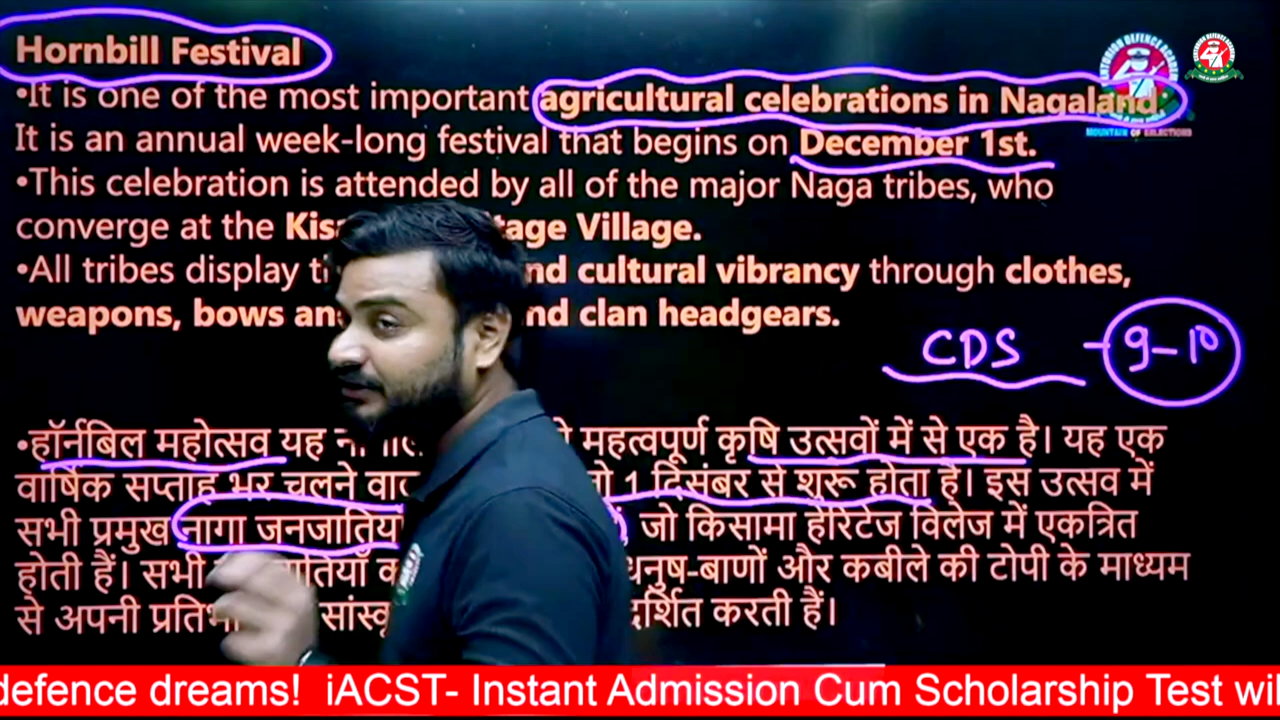 Hornbill Festival
•It is one of the most important agricultural celebrations in Nagaland.
It is an annual week-long festival that begins on December 1st.
•This celebration is attended by all of the major Naga tribes, who
converge at the Village.
•All tribes display cultural vibrancy through clothes,
weapons, bows clan headgears.
CDS - 9-10
•हॉर्नबिल महोत्सव यह महत्वपूर्ण कृषि उत्सवों में से एक है। यह एक
वार्षिक सप्ताह भर चलने 1 दिसंबर से शुरू होता है। इस उत्सव में
सभी प्रमुख नागा जो किसामा हेरिटेज विलेज में एकत्रित
होती हैं। सभी धनुष-बाणों और कबीले की टोपी के माध्यम
से अपनी करती हैं।
MOUNTAIN OF SELECTIONS
defence dreams! iACST- Instant Admission Cum Scholarship Test